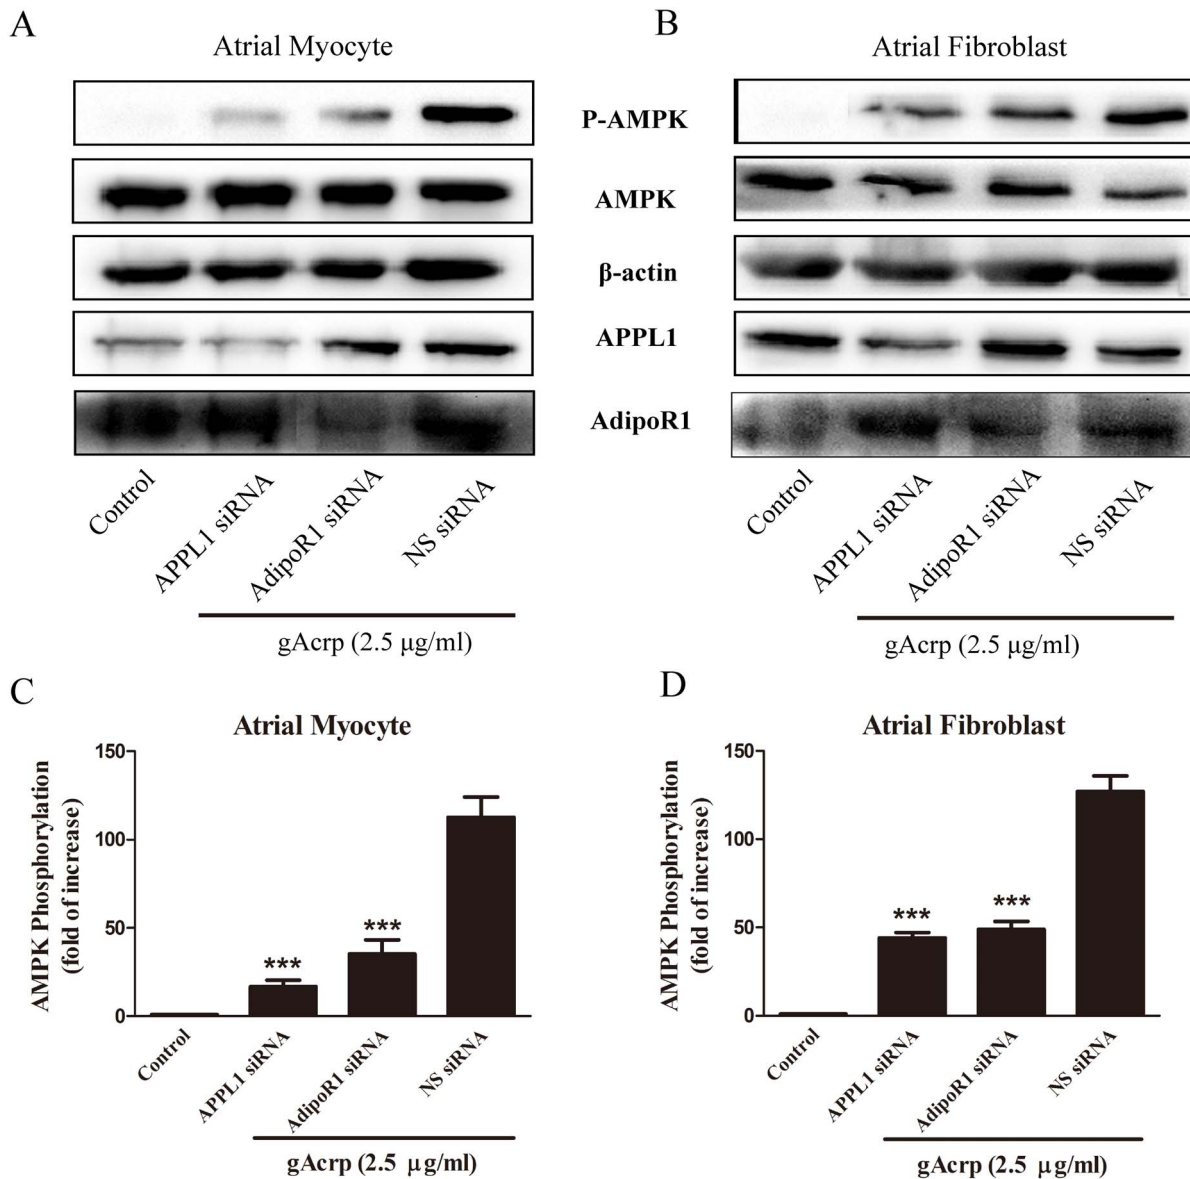 A
B
Atrial Myocyte
Atrial Fibroblast
P-AMPK
AMPK
β-actin
APPL1
AdipoR1
Control
APPL1 siRNA
AdipoR1 siRNA
NS siRNA
Control
APPL1 siRNA
AdipoR1 siRNA
NS siRNA
gAcrp (2.5 μg/ml)
gAcrp (2.5 μg/ml)
C
D
Atrial Myocyte
AMPK Phosphorylation
(fold of increase)
150
100
50
0
***
***
Control
APPL1 siRNA
AdipoR1 siRNA
NS siRNA
gAcrp (2.5 μg/ml)
Atrial Fibroblast
AMPK Phosphorylation
(fold of increase)
150
100
50
0
***
***
Control
APPL1 siRNA
AdipoR1 siRNA
NS siRNA
gAcrp (2.5 μg/ml)